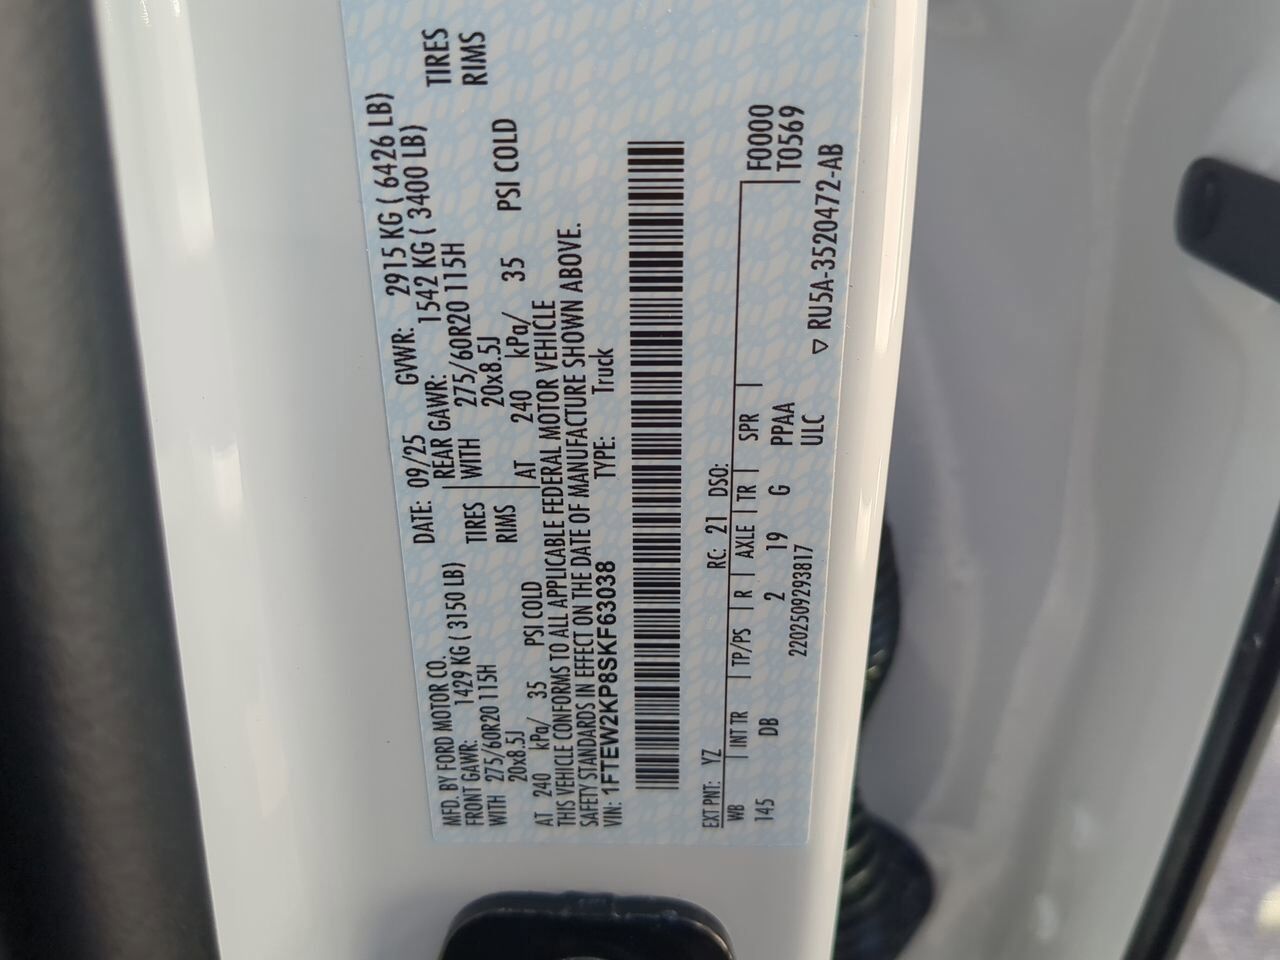 MFD. BY FORD MOTOR CO.
DATE: 09/25 GVWR: 2915 KG ( 6426 LB)
FRONT GAWR: 1429 KG ( 3150 LB) REAR GAWR: 1542 KG ( 3400 LB)
WITH 275/60R20 115H TIRES WITH 275/60R20 115H TIRES
20x8.5J RIMS 20x8.5J RIMS
AT 240 kPa/ 35 PSI COLD AT 240 kPa/ 35 PSI COLD
THIS VEHICLE CONFORMS TO ALL APPLICABLE FEDERAL MOTOR VEHICLE
SAFETY STANDARDS IN EFFECT ON THE DATE OF MANUFACTURE SHOWN ABOVE.
VIN: 1FTEW2KP8SKF63038 TYPE: Truck
EXT PNT: YZ RC: 21 DSO: F0000
WB INT TR TP/PS R AXLE TR SPR T0569
145 DB 2 19 G PPAA
2202509293817 ULC ▽ RU5A-3520472-AB